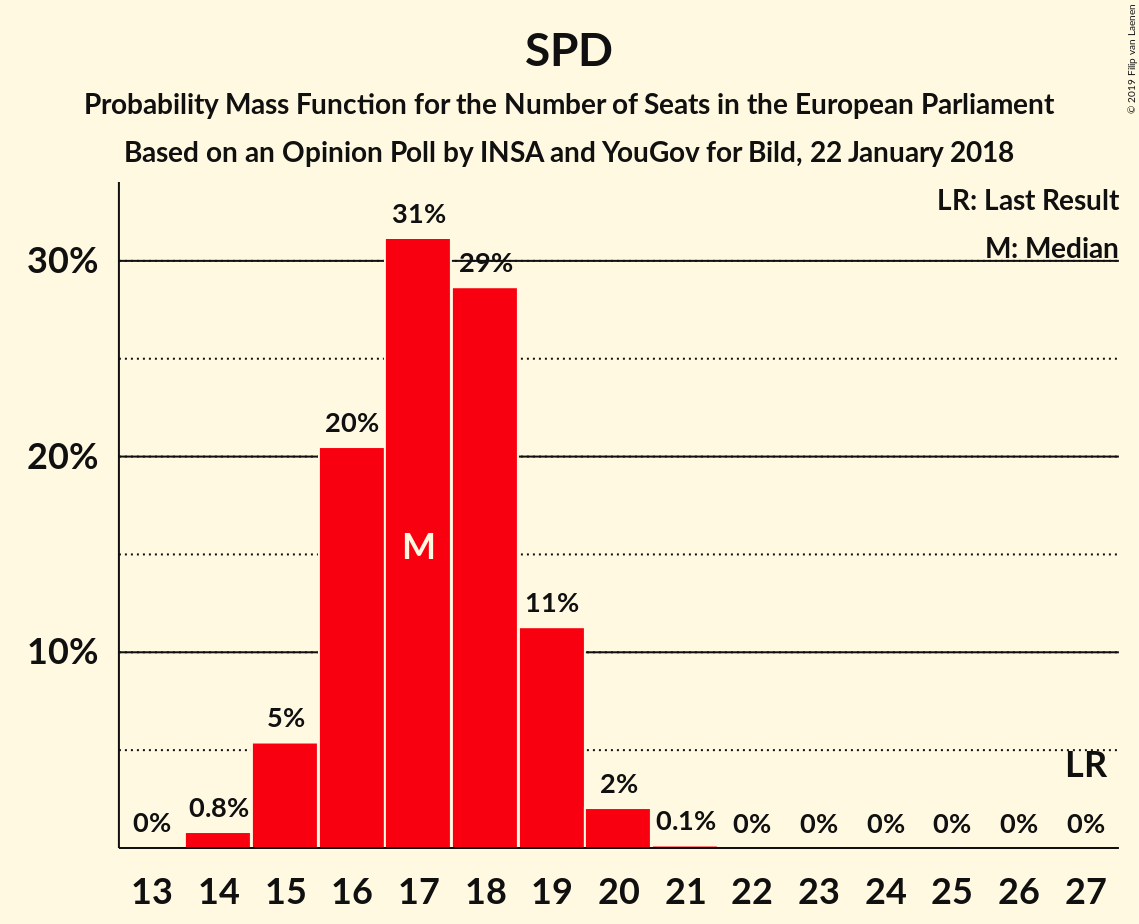 SPD
Probability Mass Function for the Number of Seats in the European Parliament
Based on an Opinion Poll by INSA and YouGov for Bild, 22 January 2018
© 2019 Filip van Laenen
LR: Last Result
M: Median
30%
20%
10%
0%
0.8%
5%
20%
31%
29%
11%
2%
0.1%
0%
0%
0%
0%
0%
0%
M
LR
13 14 15 16 17 18 19 20 21 22 23 24 25 26 27